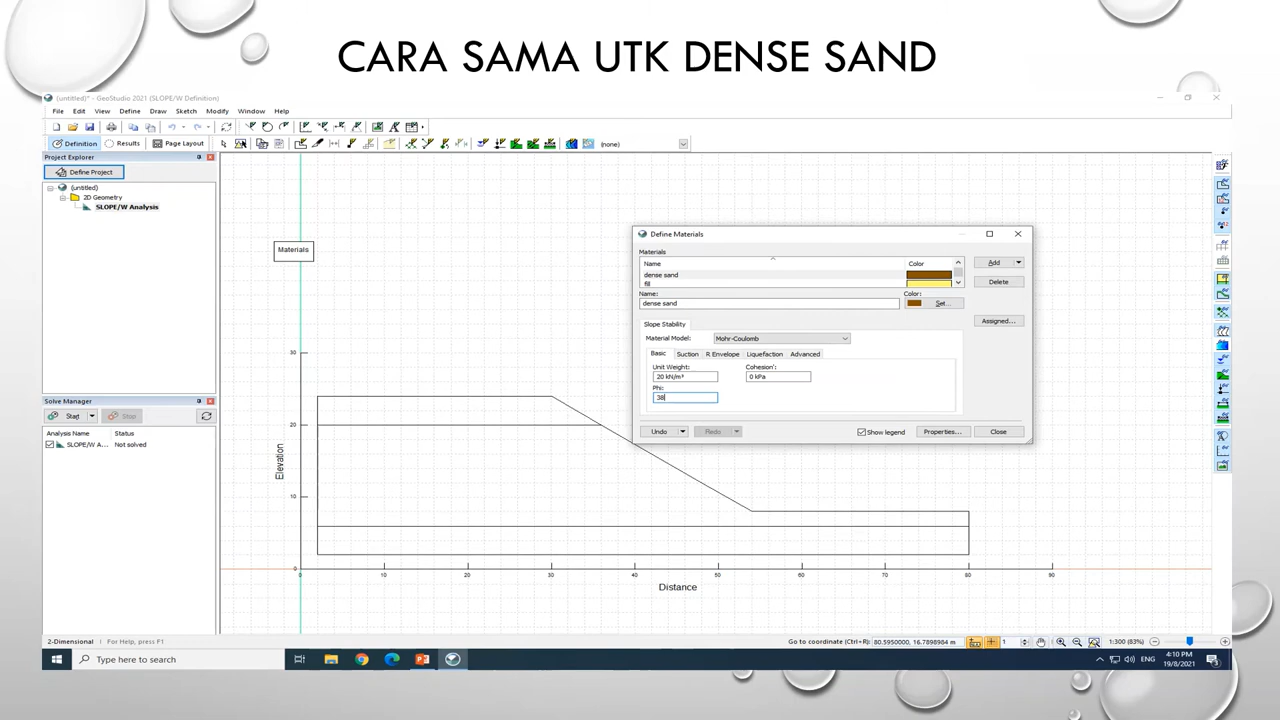 CARA SAMA UTK DENSE SAND
(untitled)* - GeoStudio 2021 (SLOPE/W Definition)
File Edit View Define Draw Sketch Modify Window Help
Definition Results Page Layout (none)
Project Explorer
Define Project
(untitled)
2D Geometry
SLOPE/W Analysis
Solve Manager
Start Stop
Analysis Name Status
SLOPE/W A... Not solved
Materials
Define Materials
Materials
Name Color
dense sand
fill
Name: Color:
dense sand Set...
Add
Delete
Assigned...
Slope Stability
Material Model: Mohr-Coulomb
Basic Suction R Envelope Liquefaction Advanced
Unit Weight: Cohesion':
20 kN/m³ 0 kPa
Phi:
38
Undo Redo Show legend Properties... Close
30
20
10
0
Elevation
0 10 20 30 40 50 60 70 80 90
Distance
2-Dimensional For Help, press F1 Go to coordinate (Ctrl+R): 80.5950000, 16.7898984 m 1 1:300 (83%)
Type here to search ENG 4:10 PM
19/8/2021